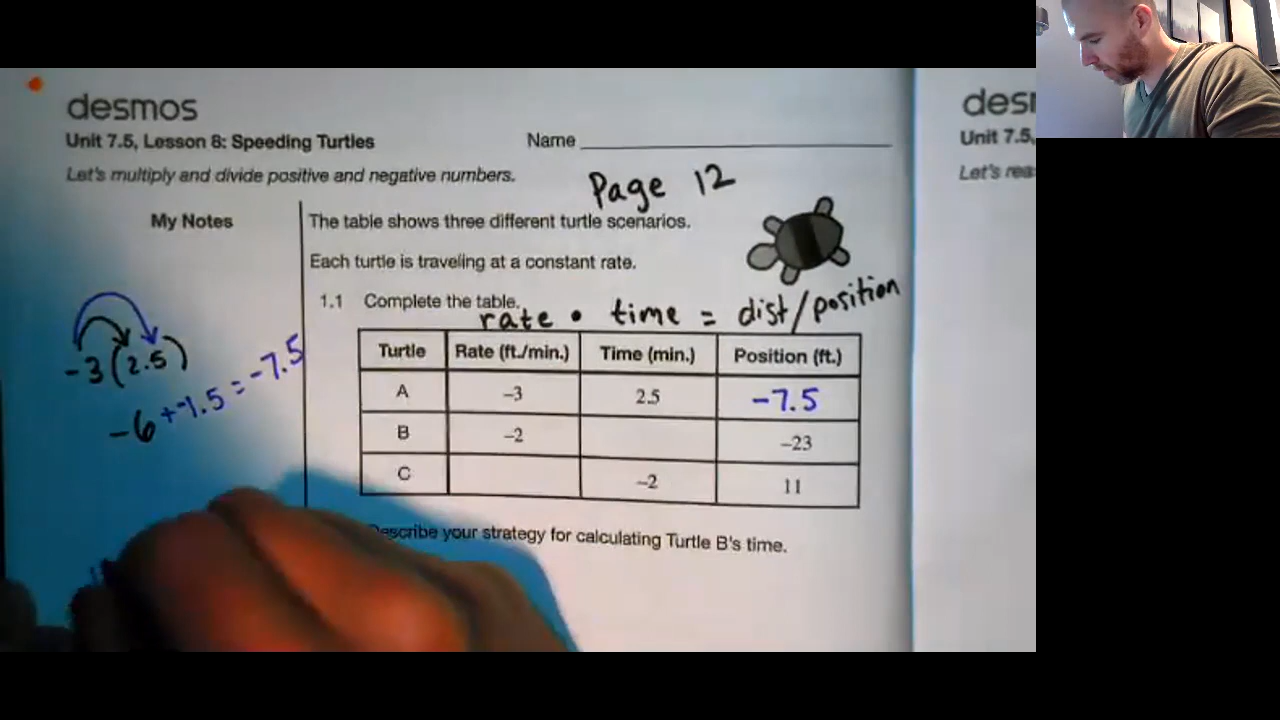 desmos
Unit 7.5, Lesson 8: Speeding Turtles
Name
Let's multiply and divide positive and negative numbers.
Page 12
My Notes
The table shows three different turtle scenarios.
Each turtle is traveling at a constant rate.
1.1 Complete the table.
rate • time = dist/position
Turtle Rate (ft./min.) Time (min.) Position (ft.)
A -3 2.5 -7.5
B -2 -23
C -2 11
-3(2.5)
-6 + -1.5 = -7.5
Describe your strategy for calculating Turtle B's time.
Unit 7.5,
Let's